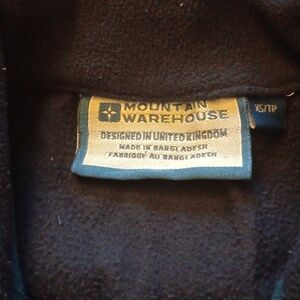 MOUNTAIN
WAREHOUSE
XS/TP
DESIGNED IN UNITED KINGDOM
MADE IN BANGLADESH
FABRIQUÉ AU BANGLADESH